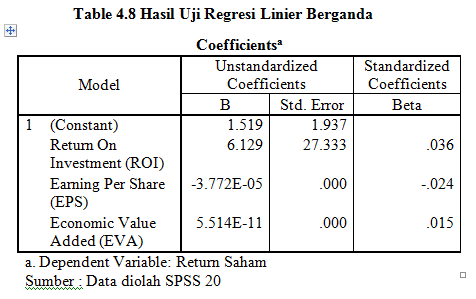 Table 4.8 Hasil Uji Regresi Linier Berganda
Coefficientsᵃ
Model Unstandardized Coefficients Standardized Coefficients
B Std. Error Beta
1 (Constant) 1.519 1.937
Return On Investment (ROI) 6.129 27.333 .036
Earning Per Share (EPS) -3.772E-05 .000 -.024
Economic Value Added (EVA) 5.514E-11 .000 .015
a. Dependent Variable: Return Saham
Sumber : Data diolah SPSS 20